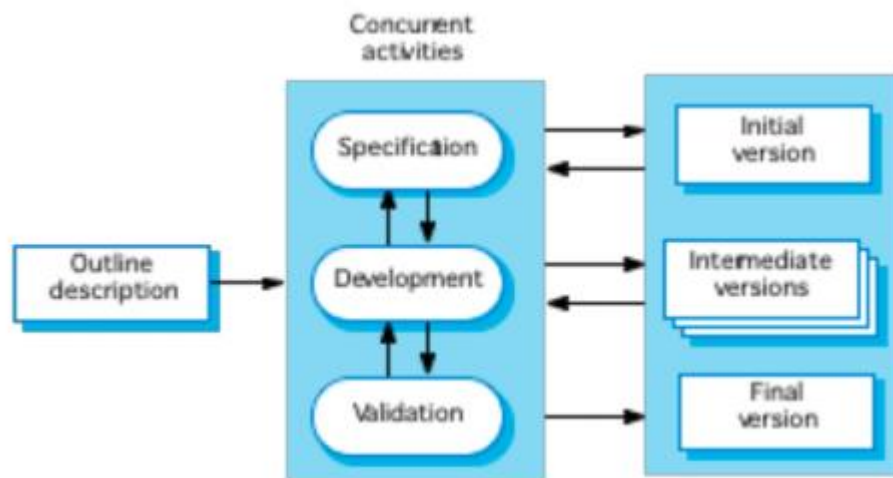 Concurrent
activities
Specification
Initial
version
Outline
description
Development
Intermediate
versions
Validation
Final
version